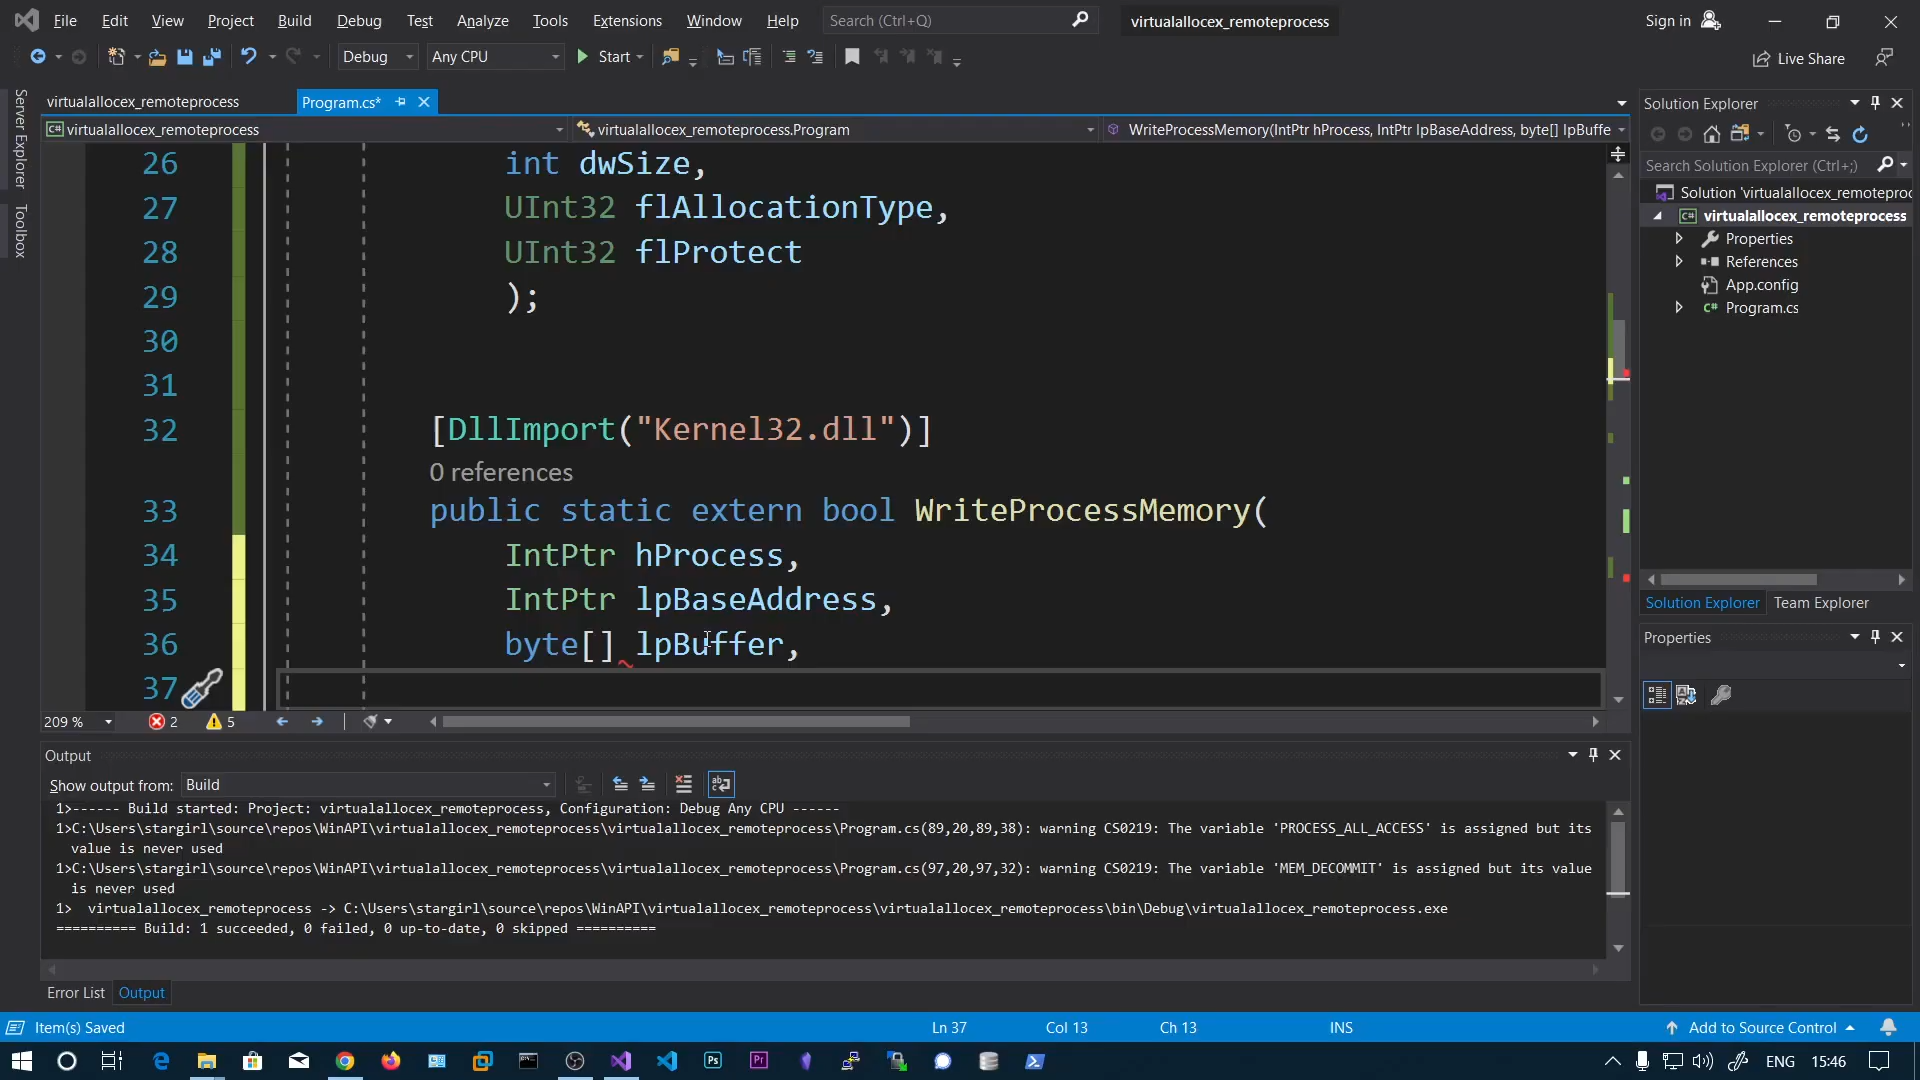 File Edit View Project Build Debug Test Analyze Tools Extensions Window Help Search (Ctrl+Q) virtualallocex_remoteprocess Sign in
Debug Any CPU Start Live Share
Server Explorer
Toolbox
virtualallocex_remoteprocess Program.cs*
virtualallocex_remoteprocess virtualallocex_remoteprocess.Program WriteProcessMemory(IntPtr hProcess, IntPtr lpBaseAddress, byte[] lpBuffe
26 int dwSize,
27 UInt32 flAllocationType,
28 UInt32 flProtect
29 );
30
31
32 [DllImport("Kernel32.dll")]
0 references
33 public static extern bool WriteProcessMemory(
34 IntPtr hProcess,
35 IntPtr lpBaseAddress,
36 byte[] lpBuffer,
37
209 % 2 5
Solution Explorer
Search Solution Explorer (Ctrl+;)
Solution 'virtualallocex_remoteproc
virtualallocex_remoteprocess
Properties
References
App.config
Program.cs
Solution Explorer Team Explorer
Properties
Output
Show output from: Build
1>------ Build started: Project: virtualallocex_remoteprocess, Configuration: Debug Any CPU ------
1>C:\Users\stargirl\source\repos\WinAPI\virtualallocex_remoteprocess\virtualallocex_remoteprocess\Program.cs(89,20,89,38): warning CS0219: The variable 'PROCESS_ALL_ACCESS' is assigned but its
value is never used
1>C:\Users\stargirl\source\repos\WinAPI\virtualallocex_remoteprocess\virtualallocex_remoteprocess\Program.cs(97,20,97,32): warning CS0219: The variable 'MEM_DECOMMIT' is assigned but its value
is never used
1> virtualallocex_remoteprocess -> C:\Users\stargirl\source\repos\WinAPI\virtualallocex_remoteprocess\virtualallocex_remoteprocess\bin\Debug\virtualallocex_remoteprocess.exe
========== Build: 1 succeeded, 0 failed, 0 up-to-date, 0 skipped ==========
Error List Output
Item(s) Saved Ln 37 Col 13 Ch 13 INS Add to Source Control
ENG 15:46